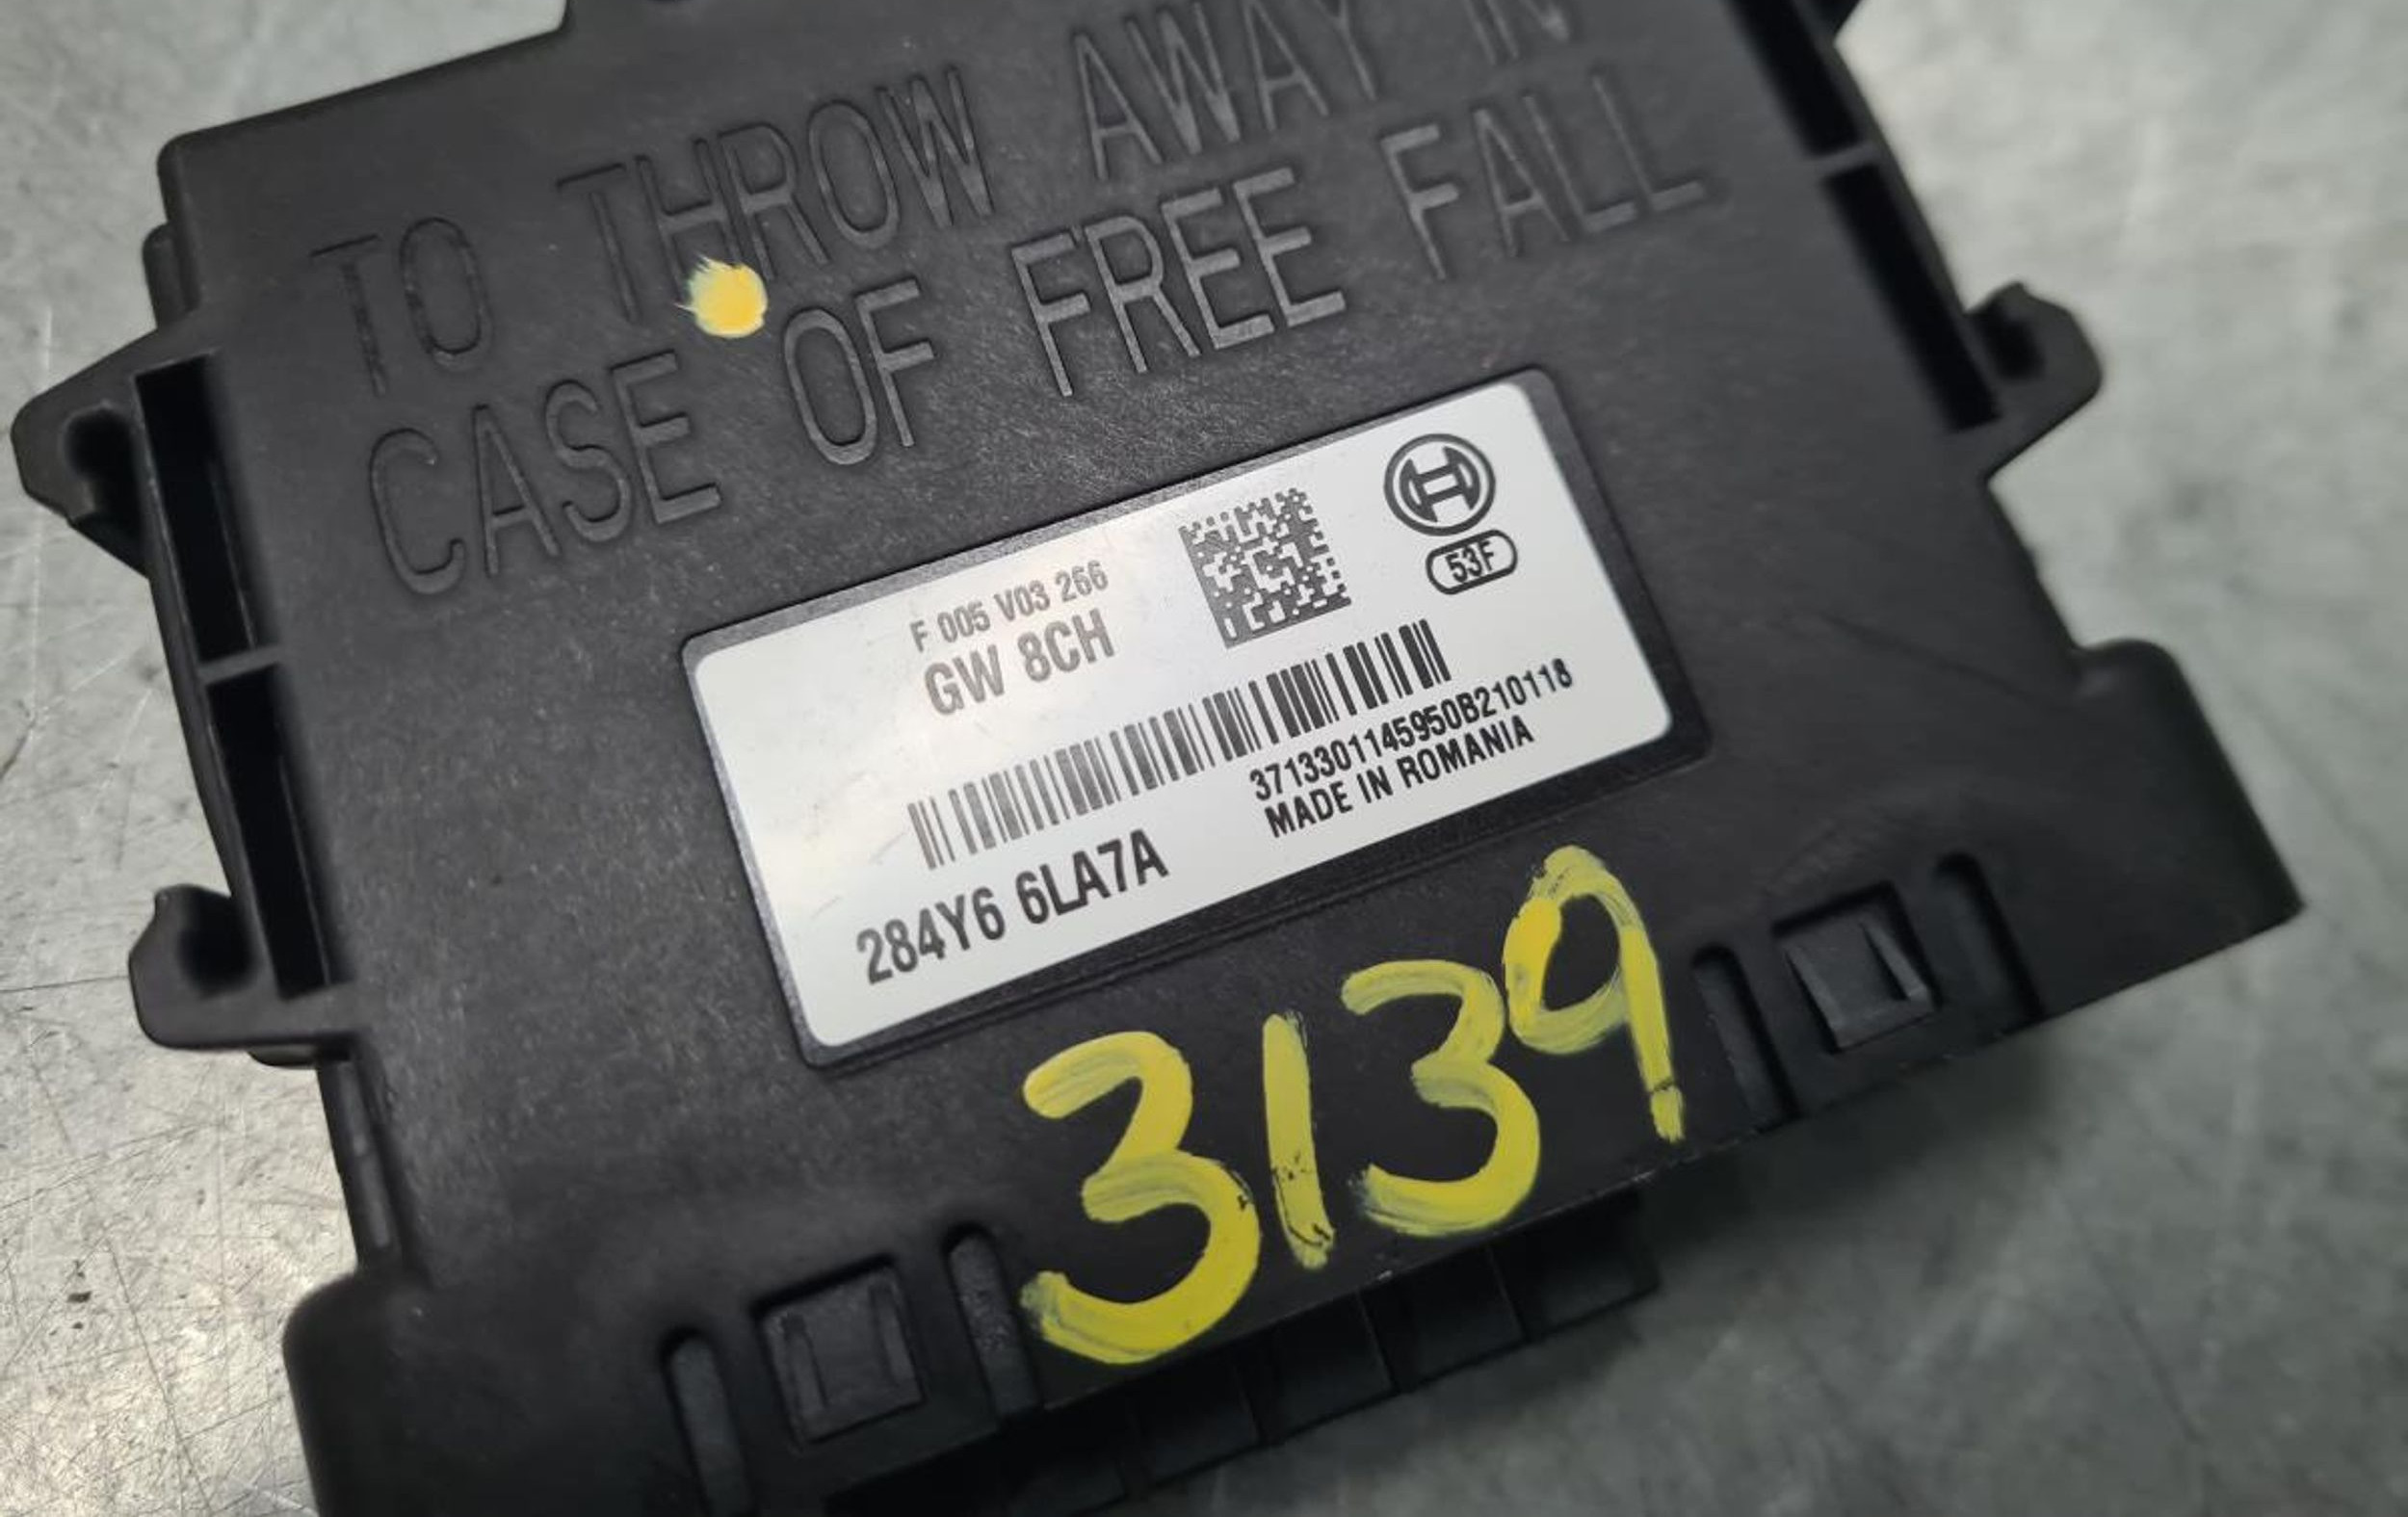 TO THROW AWAY IN
CASE OF FREE FALL
F 005 V03 266
GW 8CH
53F
3713301145950B210118
MADE IN ROMANIA
284Y6 6LA7A
3139